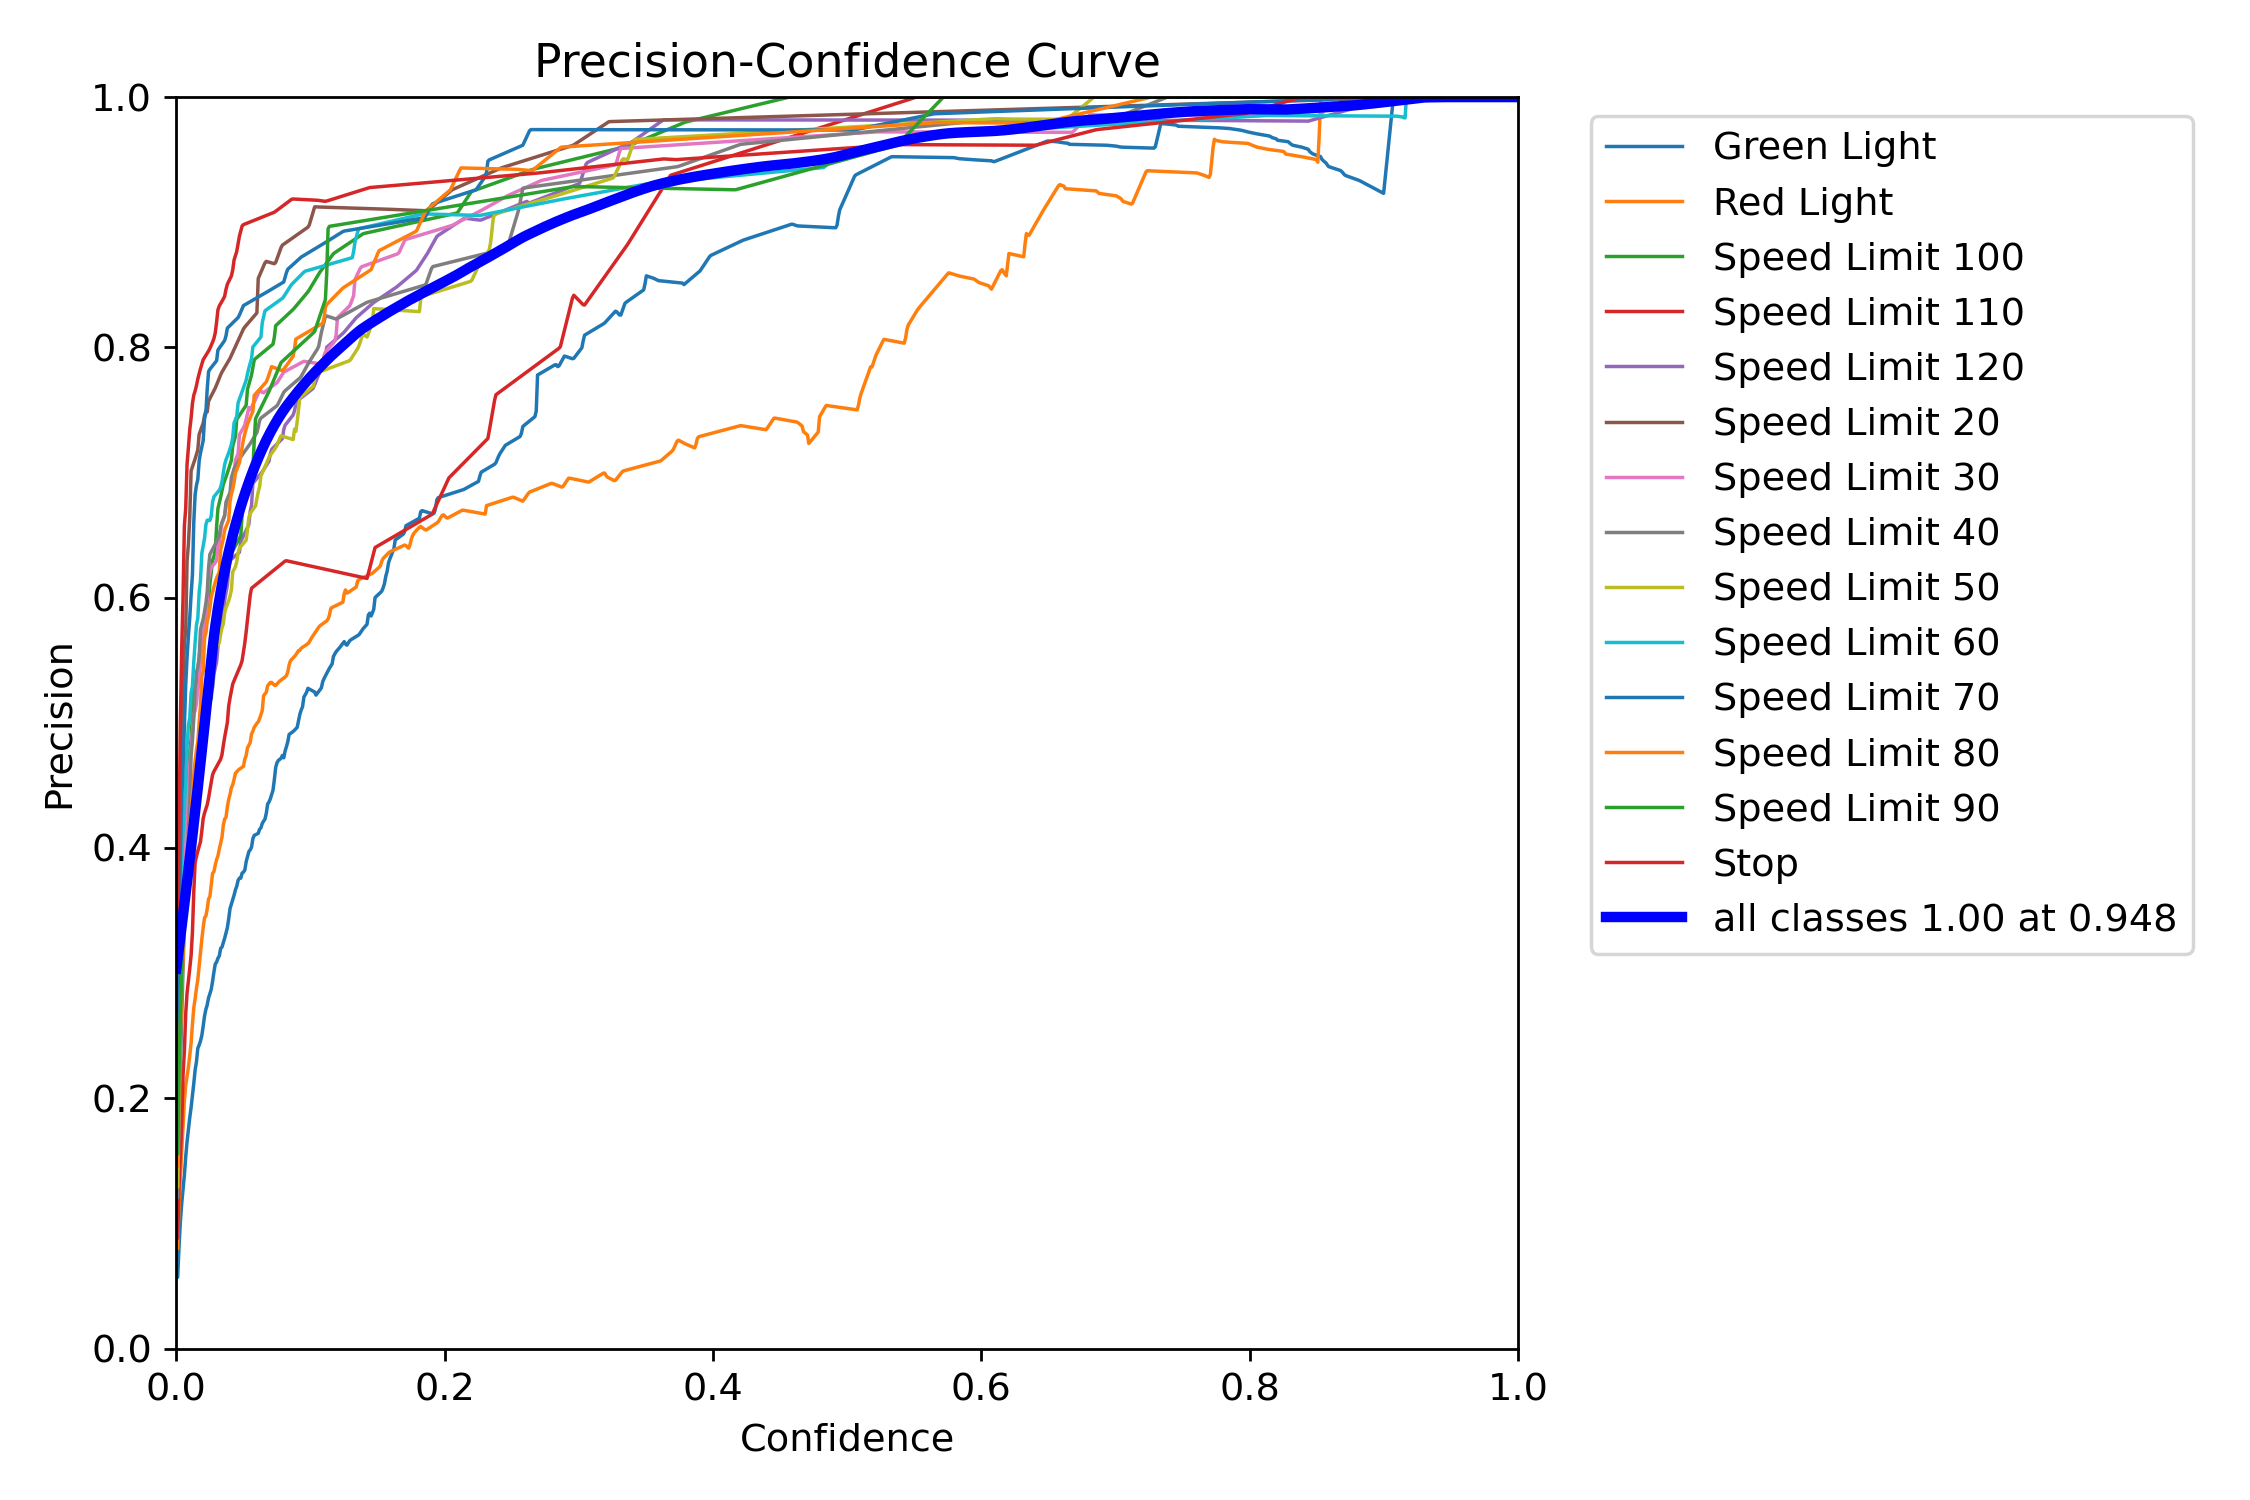 Precision-Confidence Curve
1.0
0.8
0.6
0.4
0.2
0.0
Precision
0.0 0.2 0.4 0.6 0.8 1.0
Confidence
Green Light
Red Light
Speed Limit 100
Speed Limit 110
Speed Limit 120
Speed Limit 20
Speed Limit 30
Speed Limit 40
Speed Limit 50
Speed Limit 60
Speed Limit 70
Speed Limit 80
Speed Limit 90
Stop
all classes 1.00 at 0.948